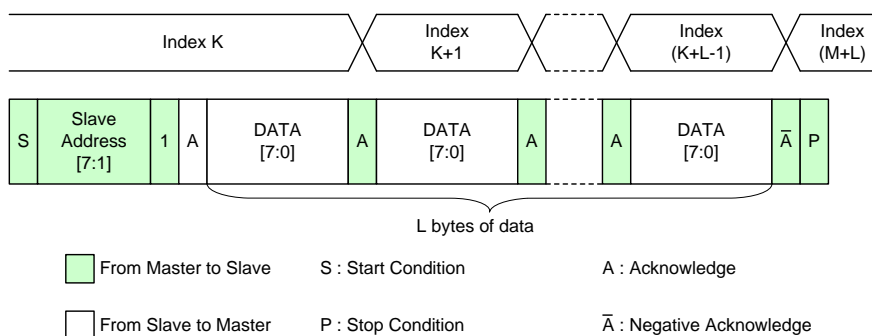 Index K
Index
K+1
Index
(K+L-1)
Index
(M+L)
S
Slave
Address
[7:1]
1
A
DATA
[7:0]
A
DATA
[7:0]
A
A
DATA
[7:0]
A̅
P
L bytes of data
From Master to Slave
S : Start Condition
A : Acknowledge
From Slave to Master
P : Stop Condition
A̅ : Negative Acknowledge